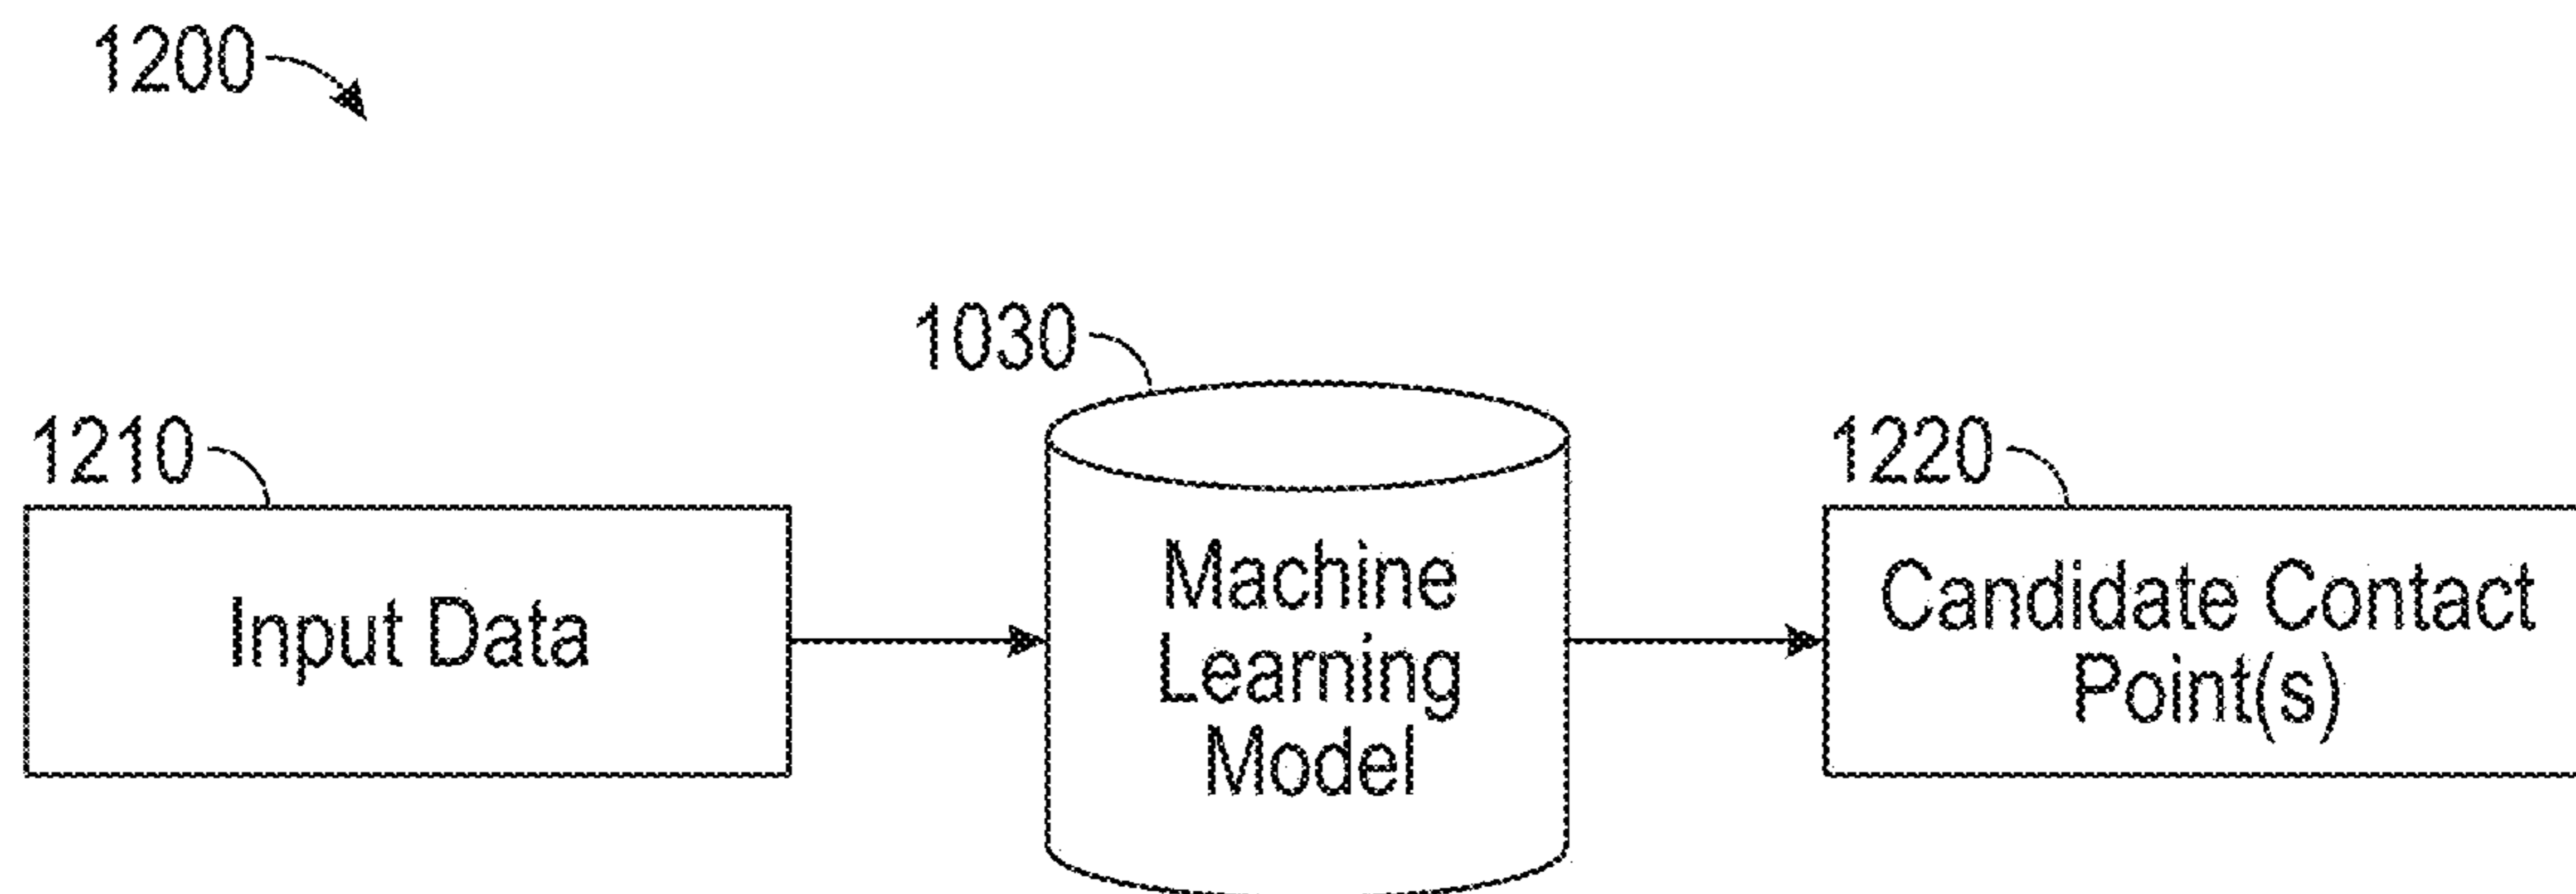 1200
1030
1210
1220
Input Data
Machine
Learning
Model
Candidate Contact
Point(s)